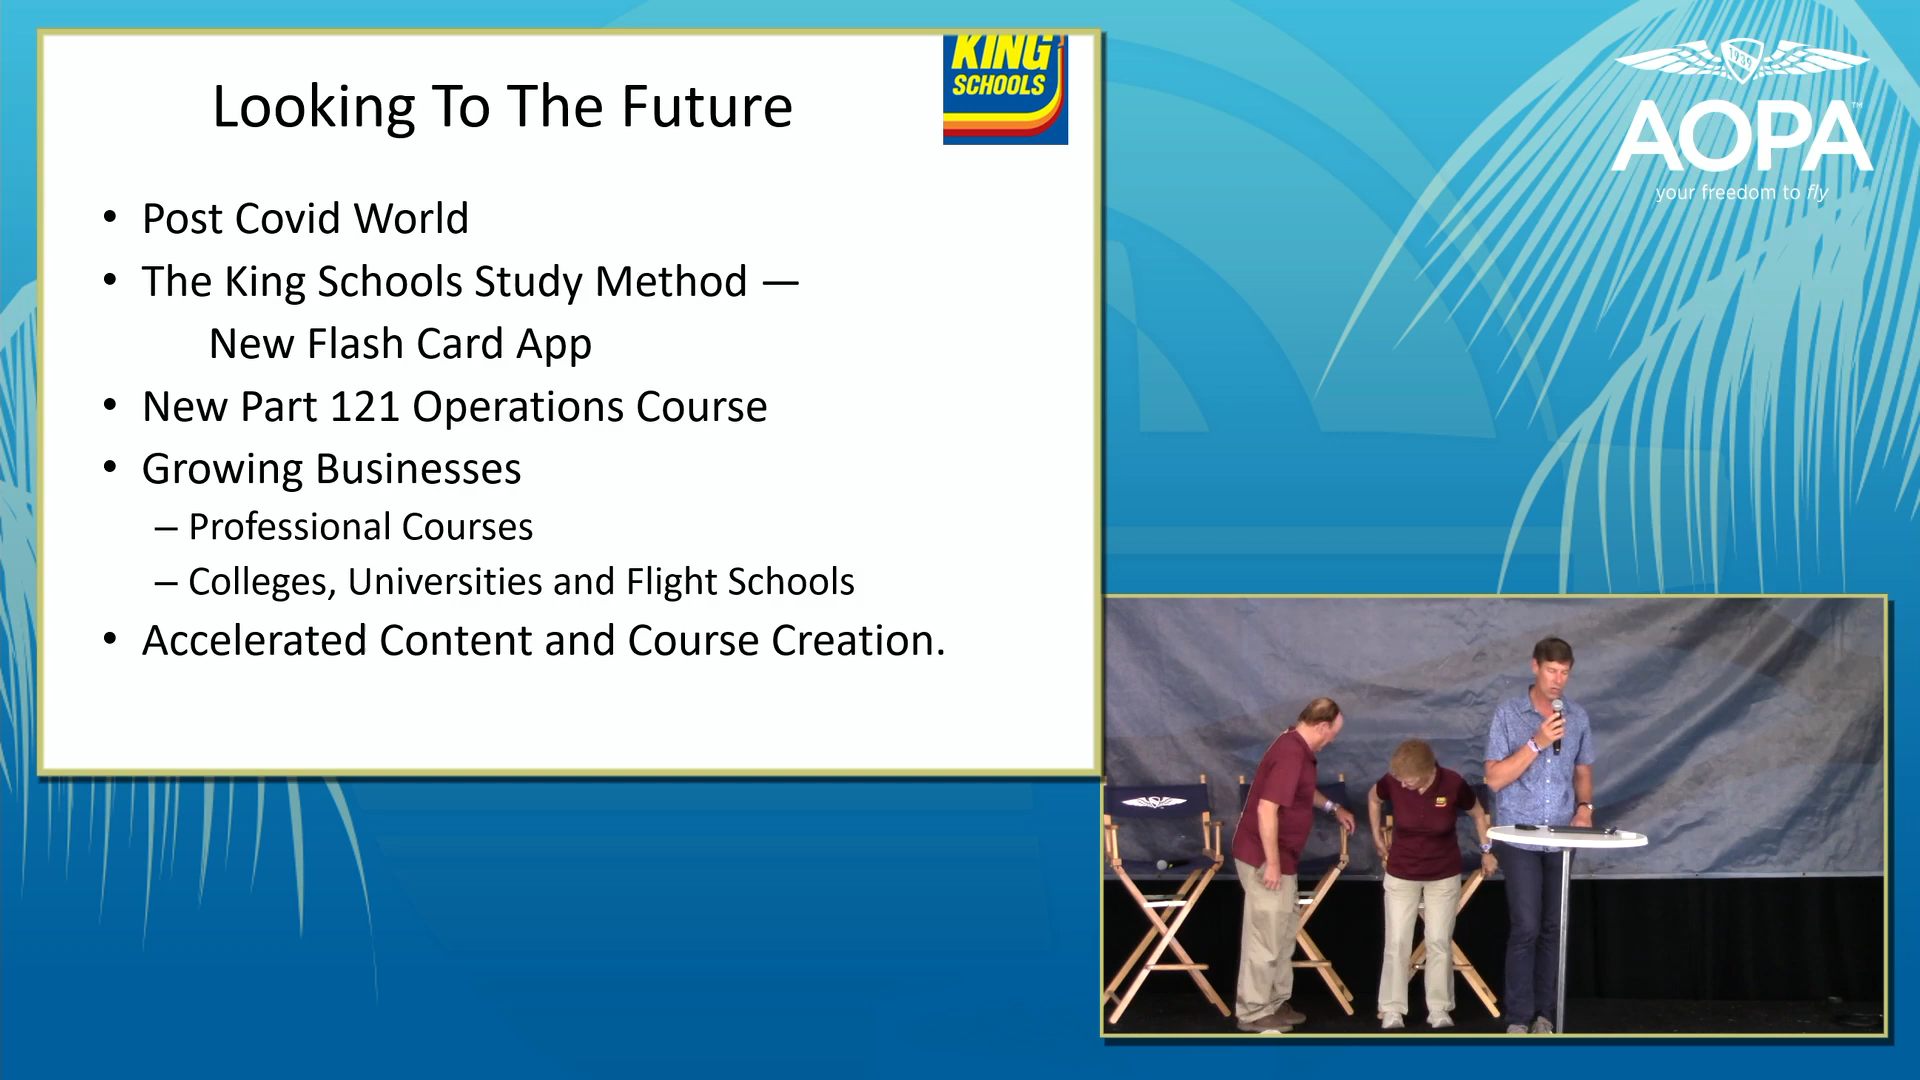 Looking To The Future
KING
SCHOOLS
• Post Covid World
• The King Schools Study Method —
New Flash Card App
• New Part 121 Operations Course
• Growing Businesses
– Professional Courses
– Colleges, Universities and Flight Schools
• Accelerated Content and Course Creation.
1939
AOPA™
your freedom to fly